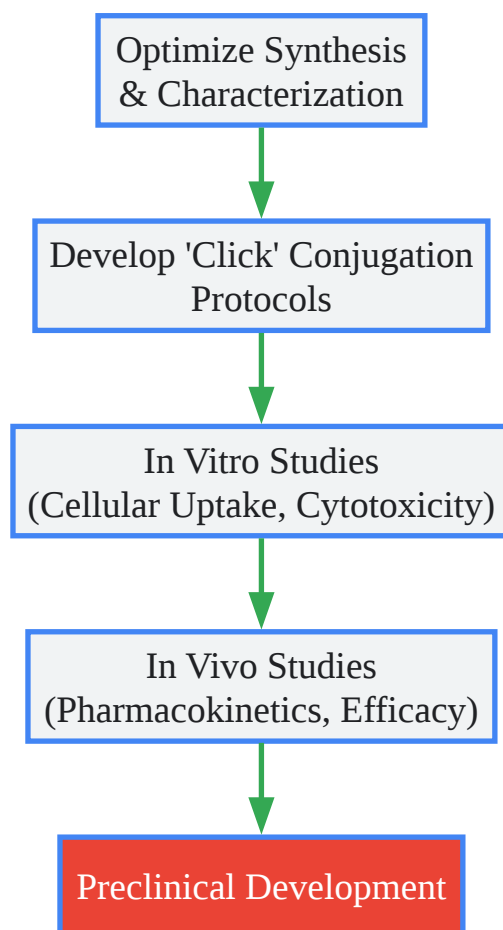 Optimize Synthesis
& Characterization
Develop 'Click' Conjugation
Protocols
In Vitro Studies
(Cellular Uptake, Cytotoxicity)
In Vivo Studies
(Pharmacokinetics, Efficacy)
Preclinical Development